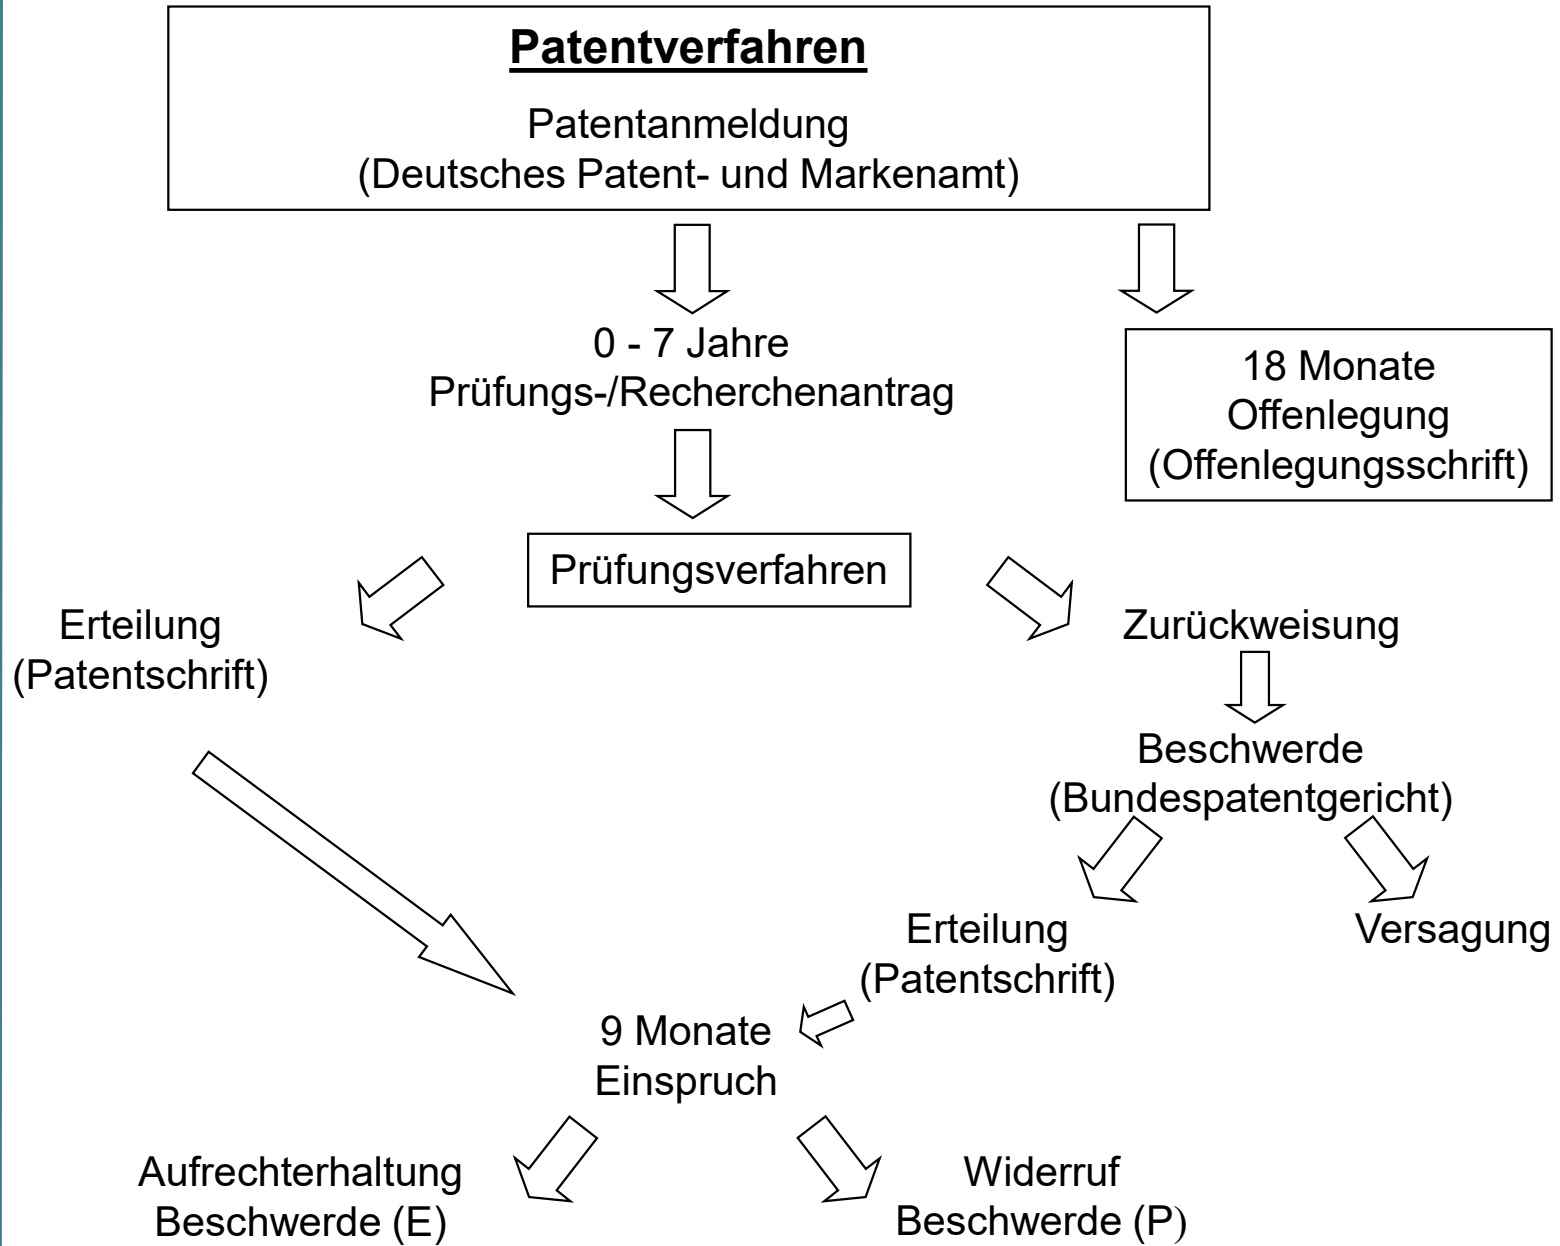 Patentverfahren
Patentanmeldung
(Deutsches Patent- und Markenamt)
0 - 7 Jahre
Prüfungs-/Recherchenantrag
18 Monate
Offenlegung
(Offenlegungsschrift)
Prüfungsverfahren
Erteilung
(Patentschrift)
Zurückweisung
Beschwerde
(Bundespatentgericht)
Erteilung
(Patentschrift)
Versagung
9 Monate
Einspruch
Aufrechterhaltung
Beschwerde (E)
Widerruf
Beschwerde (P)